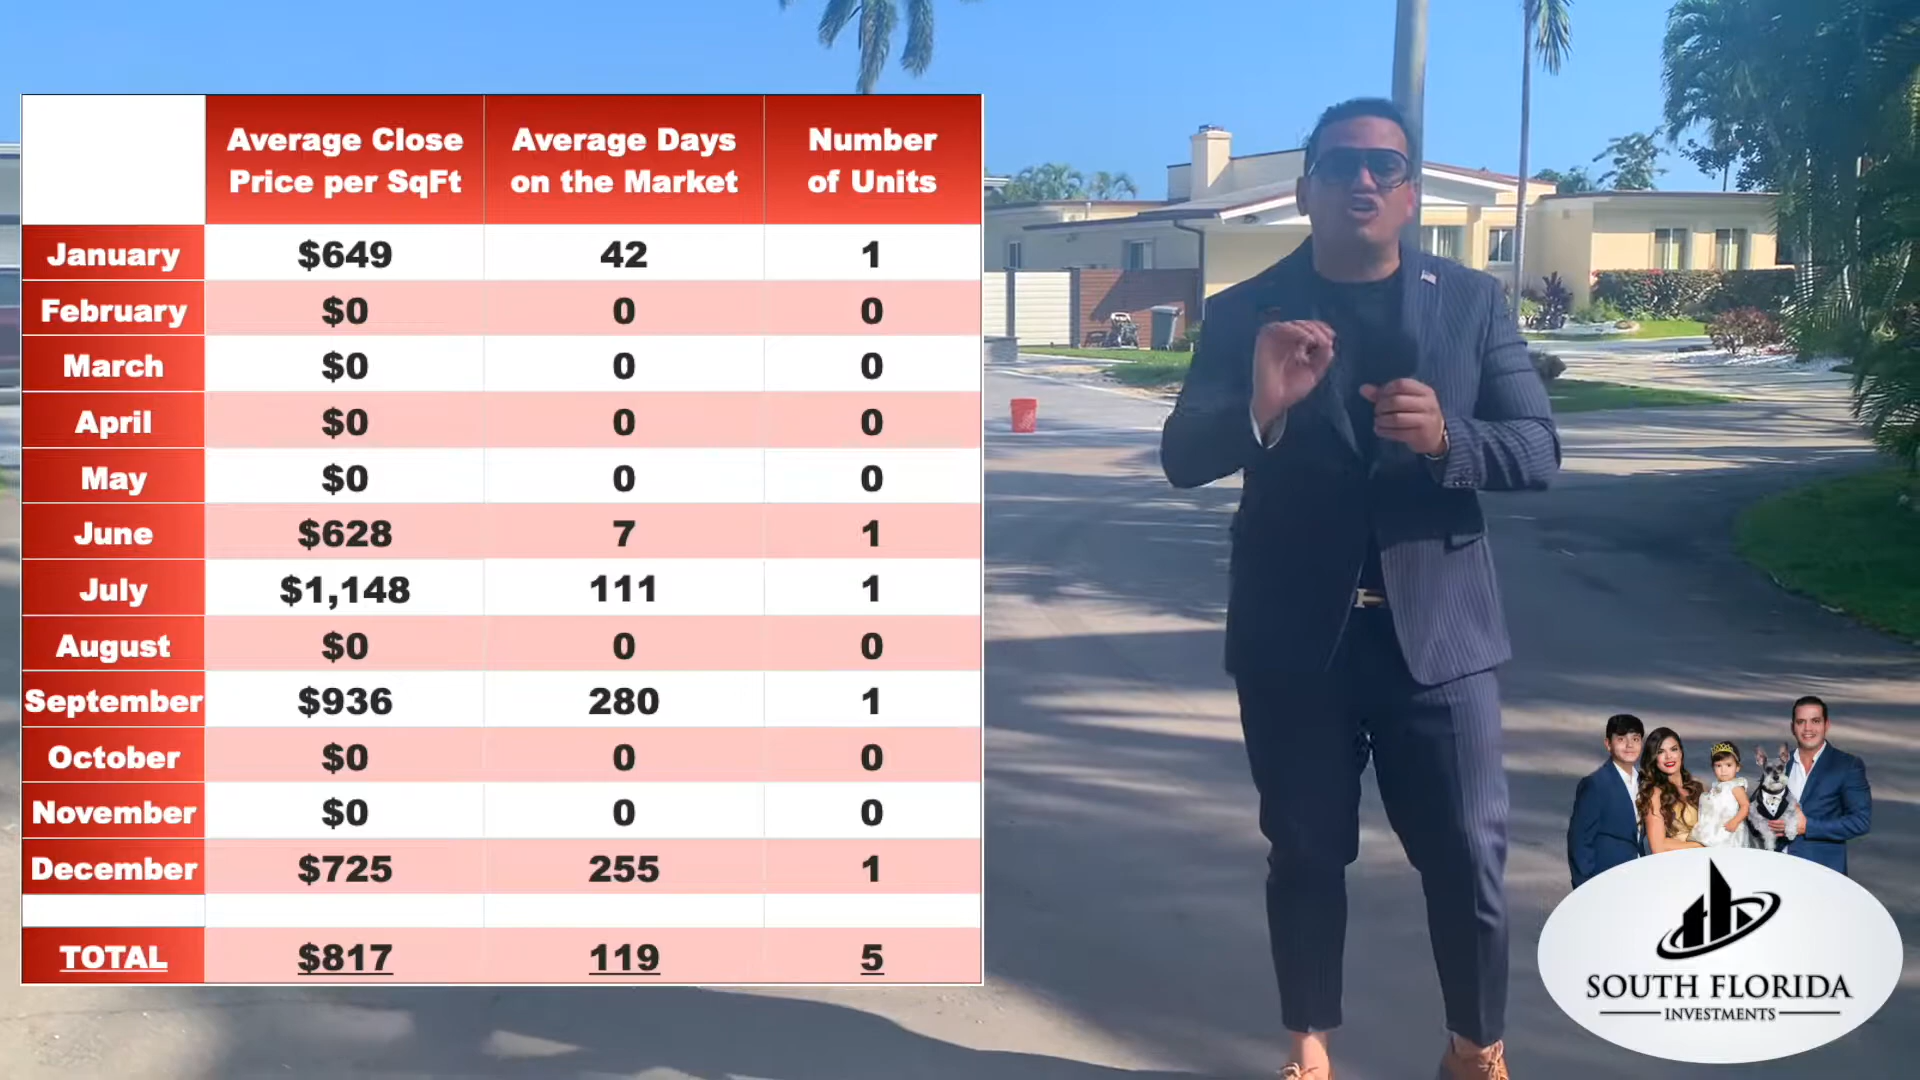 Average Close Average Days Number
Price per SqFt on the Market of Units
January $649 42 1
February $0 0 0
March $0 0 0
April $0 0 0
May $0 0 0
June $628 7 1
July $1,148 111 1
August $0 0 0
September $936 280 1
October $0 0 0
November $0 0 0
December $725 255 1
TOTAL $817 119 5
SOUTH FLORIDA
INVESTMENTS